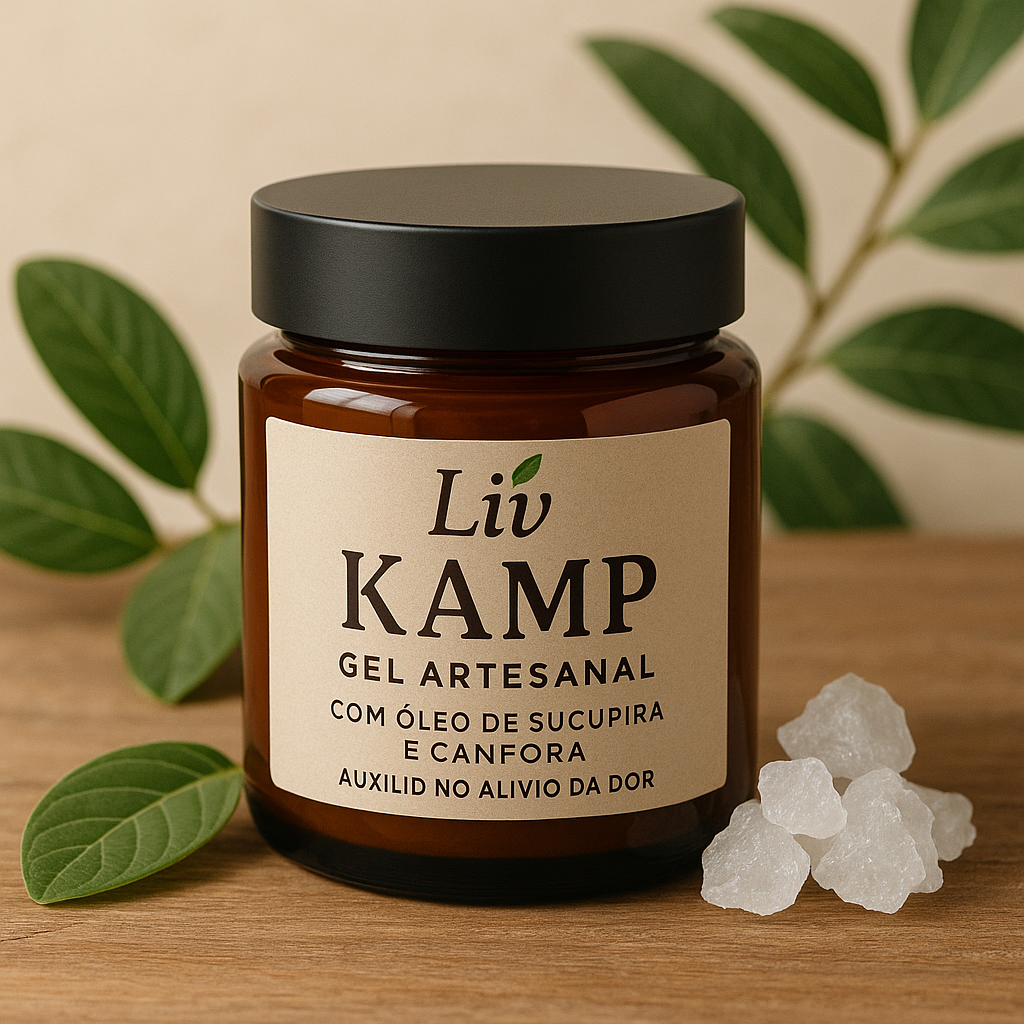 Liv
KAMP
GEL ARTESANAL
COM ÓLEO DE SUCUPIRA
E CANFORA
AUXILID NO ALIVIO DA DOR